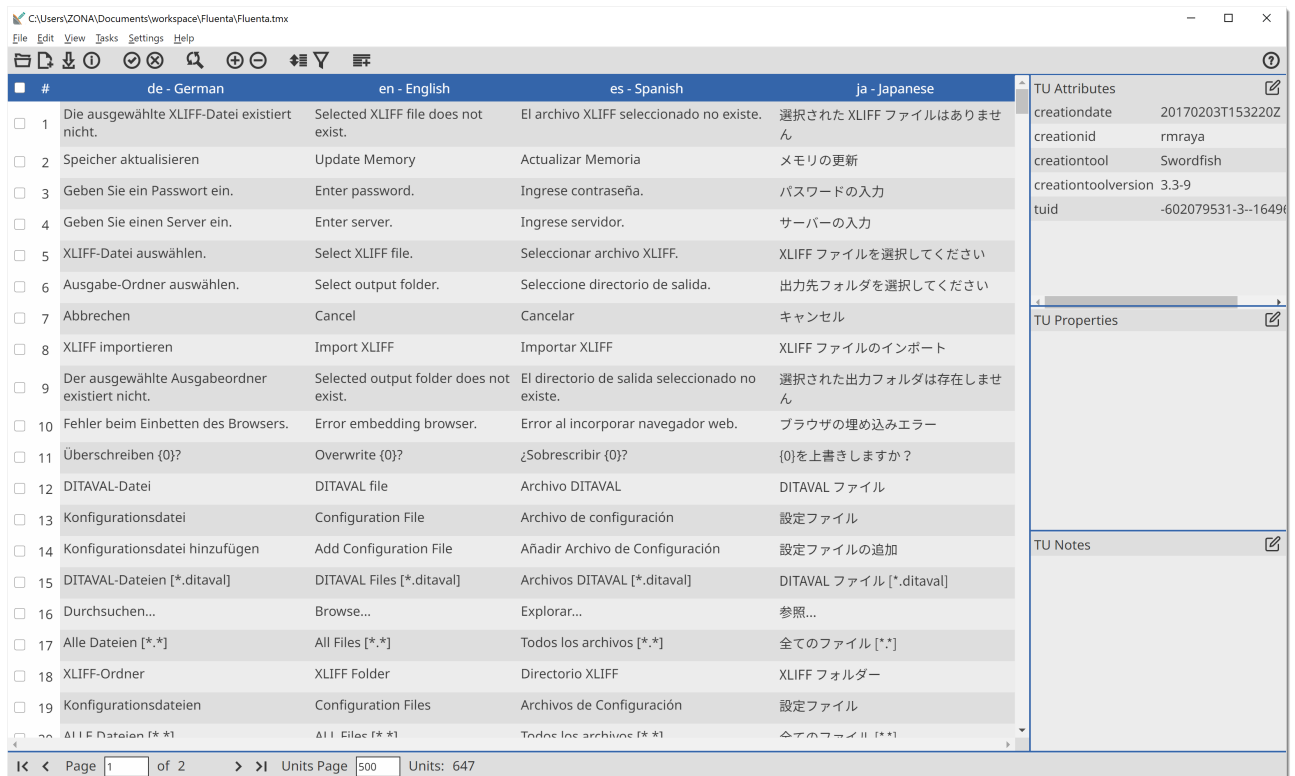 C:\Users\ZONA\Documents\workspace\Fluenta\Fluenta.tmx
File Edit View Tasks Settings Help
# de - German en - English es - Spanish ja - Japanese
1 Die ausgewählte XLIFF-Datei existiert nicht. Selected XLIFF file does not exist. El archivo XLIFF seleccionado no existe. 選択された XLIFF ファイルはありません
2 Speicher aktualisieren Update Memory Actualizar Memoria メモリの更新
3 Geben Sie ein Passwort ein. Enter password. Ingrese contraseña. パスワードの入力
4 Geben Sie einen Server ein. Enter server. Ingrese servidor. サーバーの入力
5 XLIFF-Datei auswählen. Select XLIFF file. Seleccionar archivo XLIFF. XLIFF ファイルを選択してください
6 Ausgabe-Ordner auswählen. Select output folder. Seleccione directorio de salida. 出力先フォルダを選択してください
7 Abbrechen Cancel Cancelar キャンセル
8 XLIFF importieren Import XLIFF Importar XLIFF XLIFF ファイルのインポート
9 Der ausgewählte Ausgabeordner existiert nicht. Selected output folder does not exist. El directorio de salida seleccionado no existe. 選択された出力フォルダは存在しません
10 Fehler beim Einbetten des Browsers. Error embedding browser. Error al incorporar navegador web. ブラウザの埋め込みエラー
11 Überschreiben {0}? Overwrite {0}? ¿Sobrescribir {0}? {0}を上書きしますか？
12 DITAVAL-Datei DITAVAL file Archivo DITAVAL DITAVAL ファイル
13 Konfigurationsdatei Configuration File Archivo de configuración 設定ファイル
14 Konfigurationsdatei hinzufügen Add Configuration File Añadir Archivo de Configuración 設定ファイルの追加
15 DITAVAL-Dateien [*.ditaval] DITAVAL Files [*.ditaval] Archivos DITAVAL [*.ditaval] DITAVAL ファイル [*.ditaval]
16 Durchsuchen... Browse... Explorar... 参照...
17 Alle Dateien [*.*] All Files [*.*] Todos los archivos [*.*] 全てのファイル [*.*]
18 XLIFF-Ordner XLIFF Folder Directorio XLIFF XLIFF フォルダー
19 Konfigurationsdateien Configuration Files Archivos de Configuración 設定ファイル
20 ALLE Dateien [*.*] ALL Files [*.*] Todos los archivos [*.*] 全てのファイル [*.*]
TU Attributes
creationdate 20170203T153220Z
creationid rmraya
creationtool Swordfish
creationtoolversion 3.3-9
tuid -602079531-3--16496
TU Properties
TU Notes
Page 1 of 2 Units Page 500 Units: 647